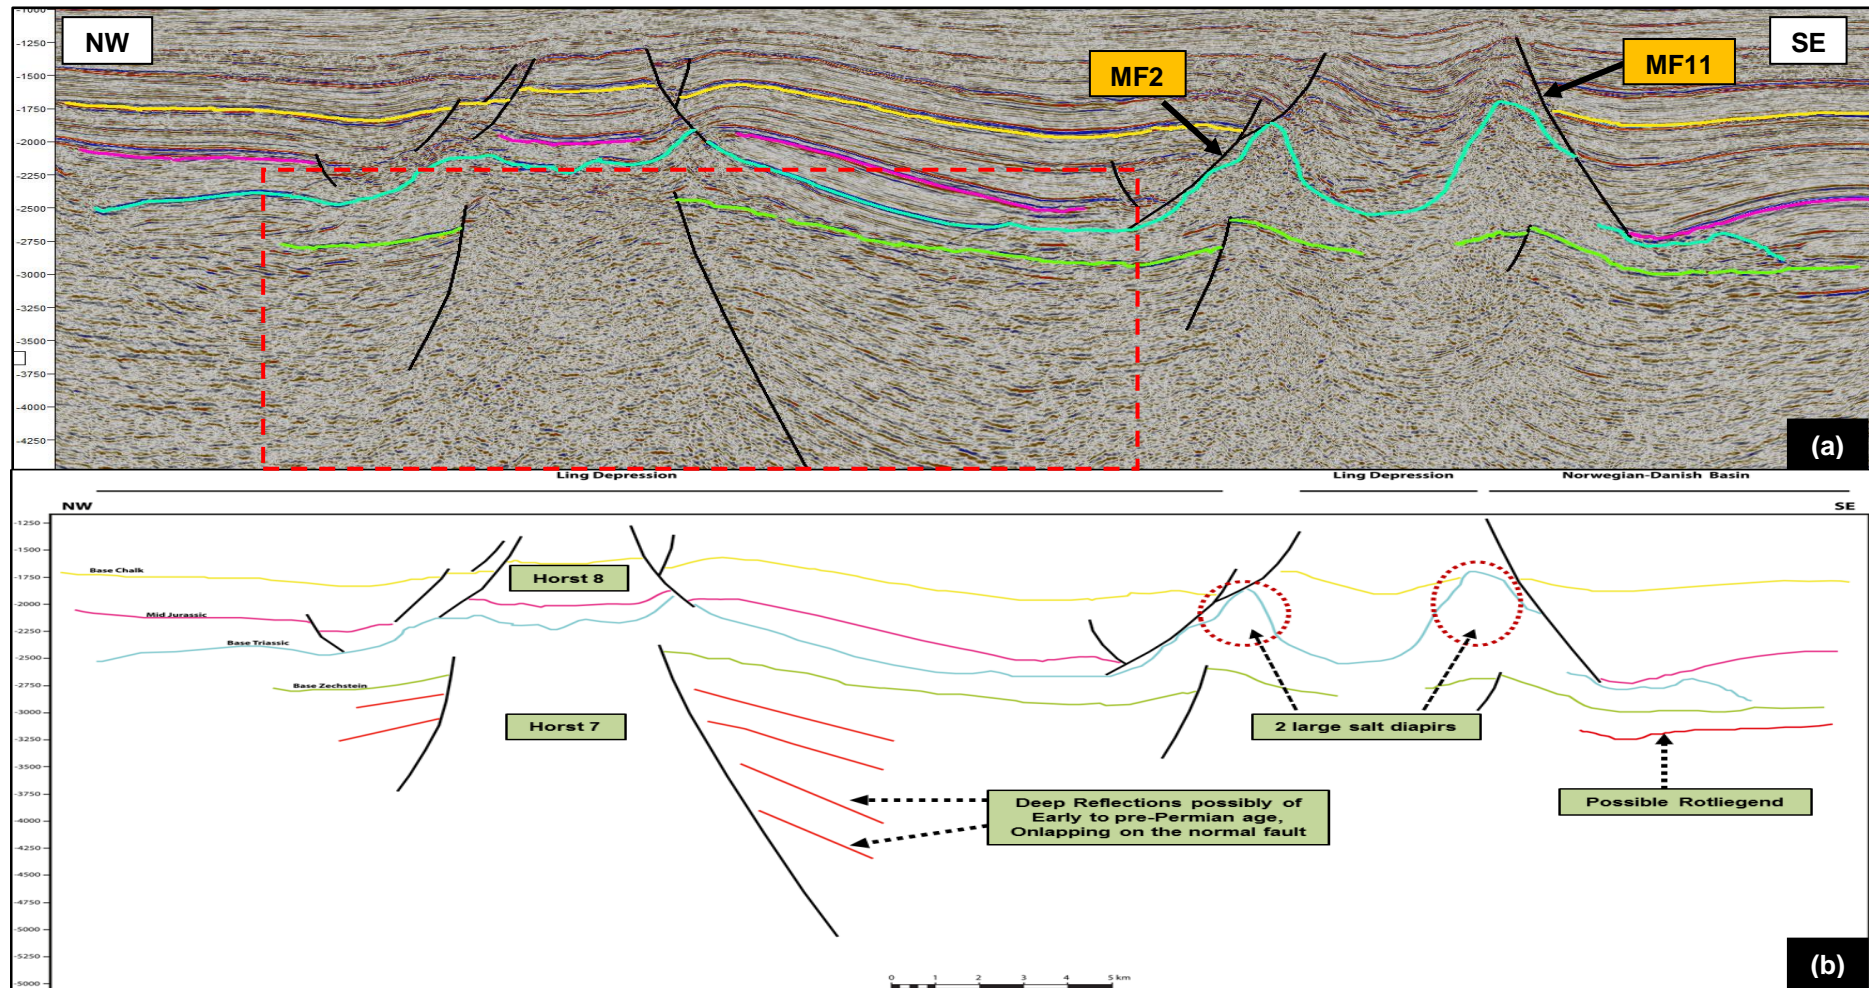 -1000
NW
SE
-1250
-1500
-1750
-2000
-2250
-2500
-2750
-3000
-3250
-3500
-3750
-4000
-4250
MF2
MF11
(a)
Ling Depression
Ling Depression
Norwegian-Danish Basin
NW
SE
-1250
-1500
-1750
-2000
-2250
-2500
-2750
-3000
-3250
-3500
-3750
-4000
-4250
-4500
-4750
-5000
-5250
-5000
Base Chalk
Mid Jurassic
Base Triassic
Base Zechstein
Horst 8
Horst 7
2 large salt diapirs
Deep Reflections possibly of
Early to pre-Permian age,
Onlapping on the normal fault
Possible Rotliegend
0 1 2 3 4 5 km
(b)